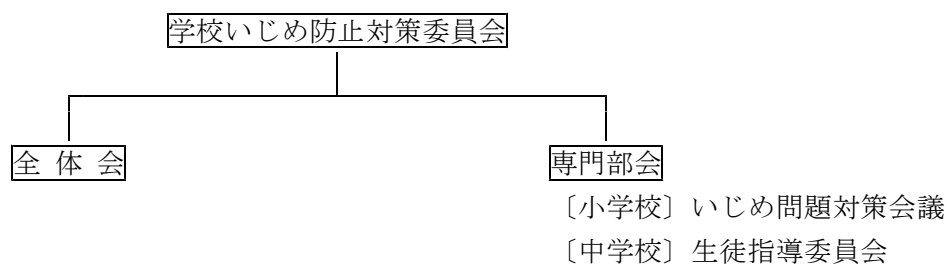 学校いじめ防止対策委員会
全 体 会
専門部会
〔小学校〕いじめ問題対策会議
〔中学校〕生徒指導委員会